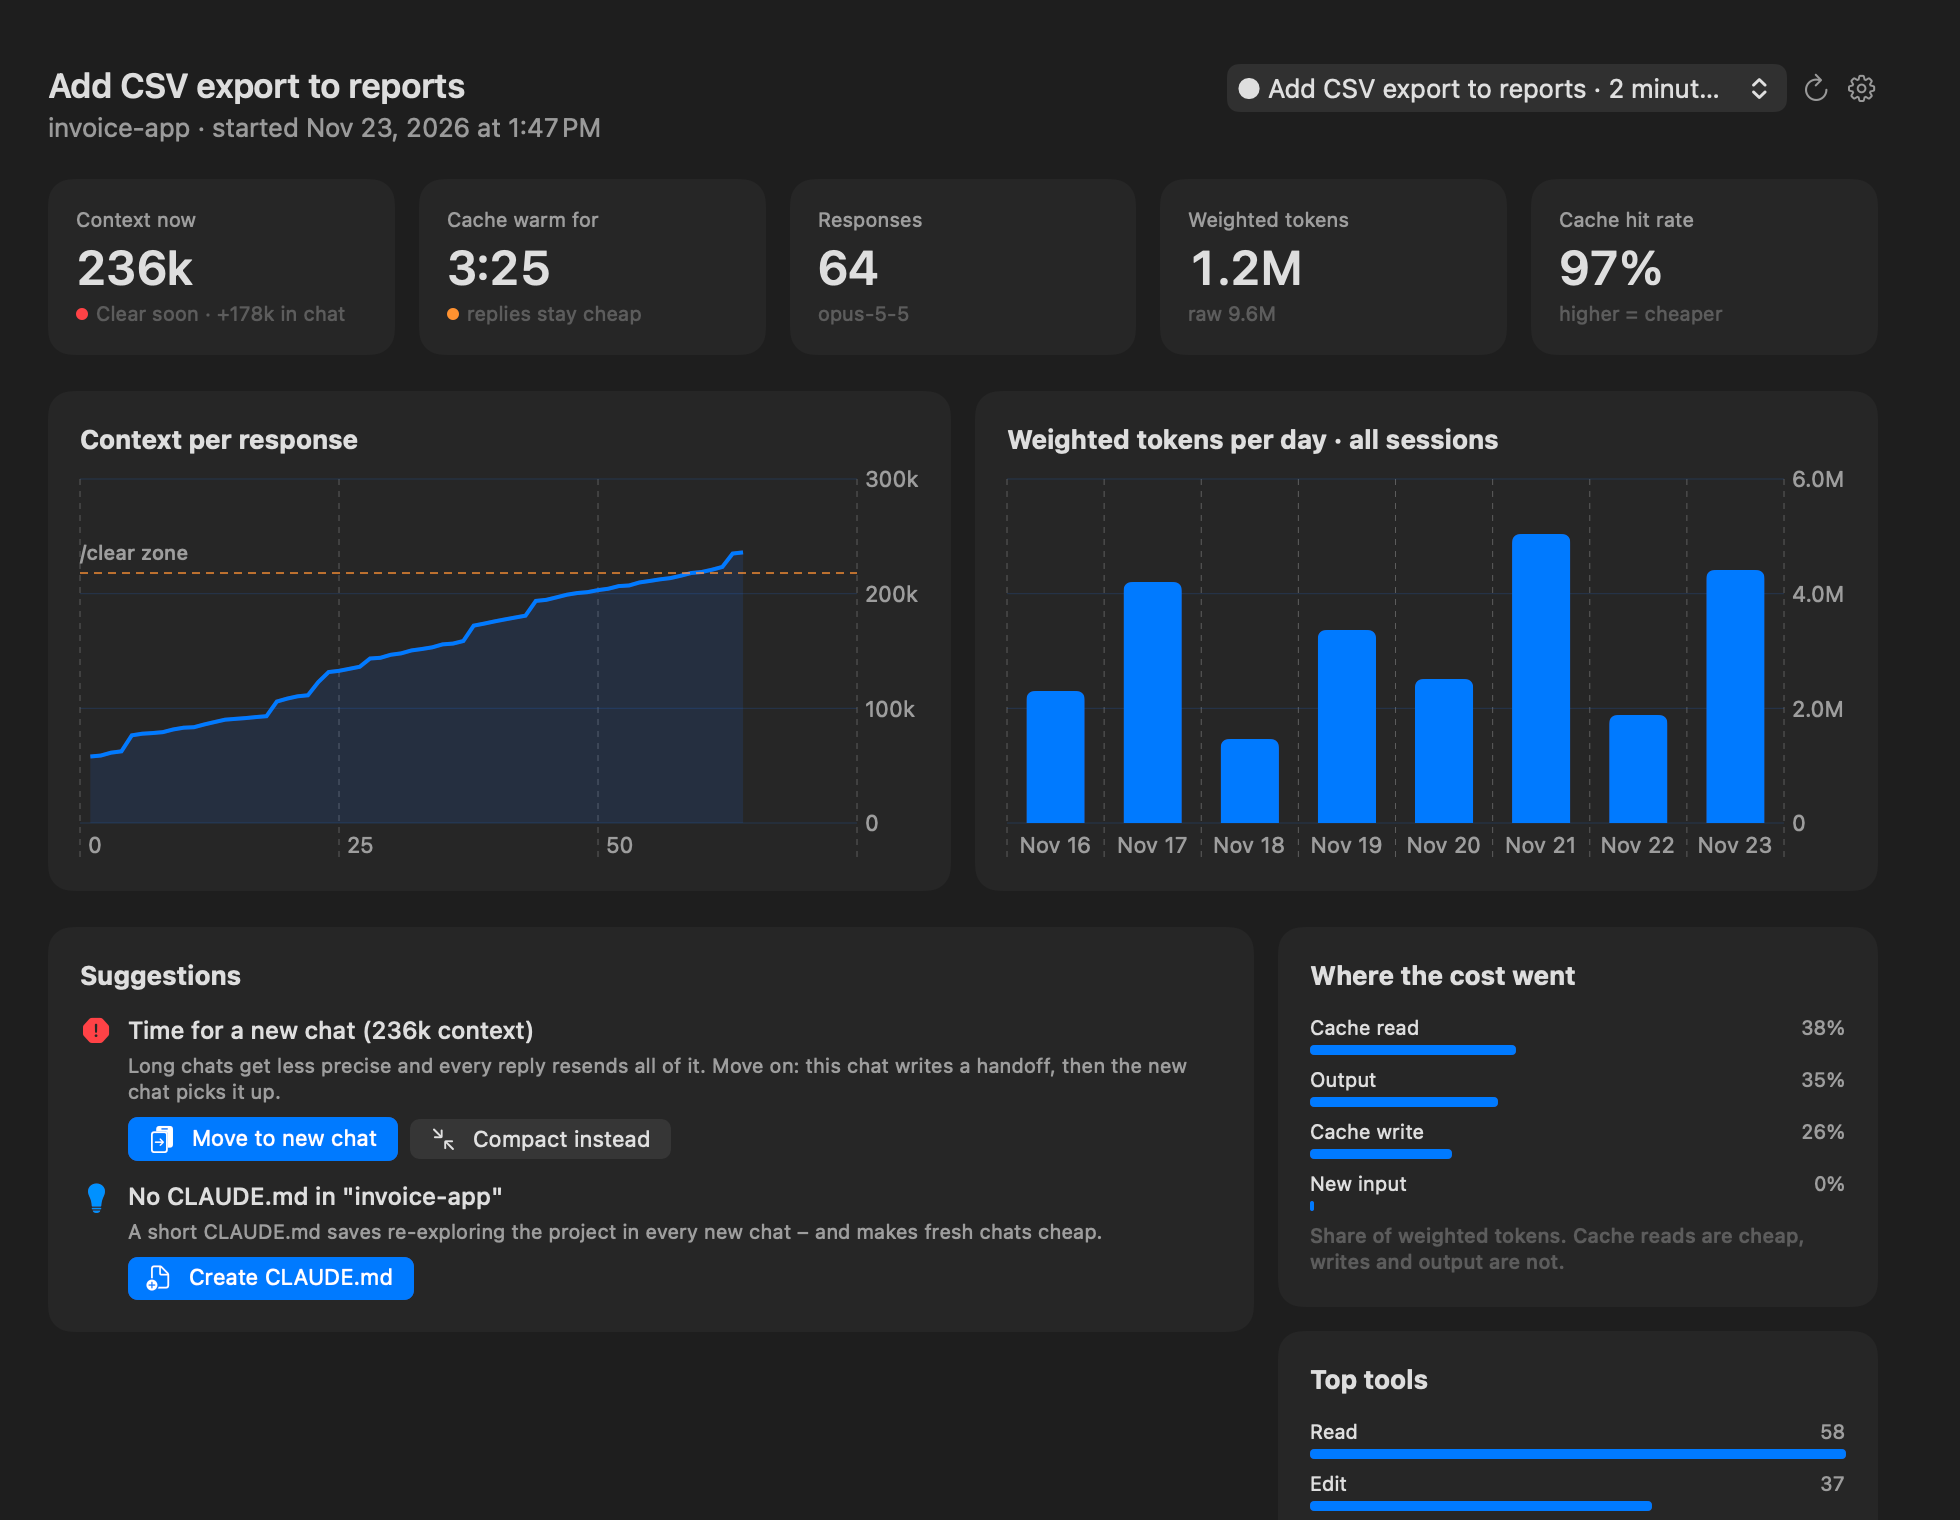 Add CSV export to reports
invoice-app · started Nov 23, 2026 at 1:47 PM
Add CSV export to reports · 2 minut...
Context now
236k
Clear soon · +178k in chat
Cache warm for
3:25
replies stay cheap
Responses
64
opus-5-5
Weighted tokens
1.2M
raw 9.6M
Cache hit rate
97%
higher = cheaper
Context per response
300k
/clear zone
200k
100k
0
0 25 50
Weighted tokens per day · all sessions
6.0M
4.0M
2.0M
0
Nov 16 Nov 17 Nov 18 Nov 19 Nov 20 Nov 21 Nov 22 Nov 23
Suggestions
Time for a new chat (236k context)
Long chats get less precise and every reply resends all of it. Move on: this chat writes a handoff, then the new
chat picks it up.
Move to new chat
Compact instead
No CLAUDE.md in "invoice-app"
A short CLAUDE.md saves re-exploring the project in every new chat – and makes fresh chats cheap.
Create CLAUDE.md
Where the cost went
Cache read 38%
Output 35%
Cache write 26%
New input 0%
Share of weighted tokens. Cache reads are cheap,
writes and output are not.
Top tools
Read 58
Edit 37